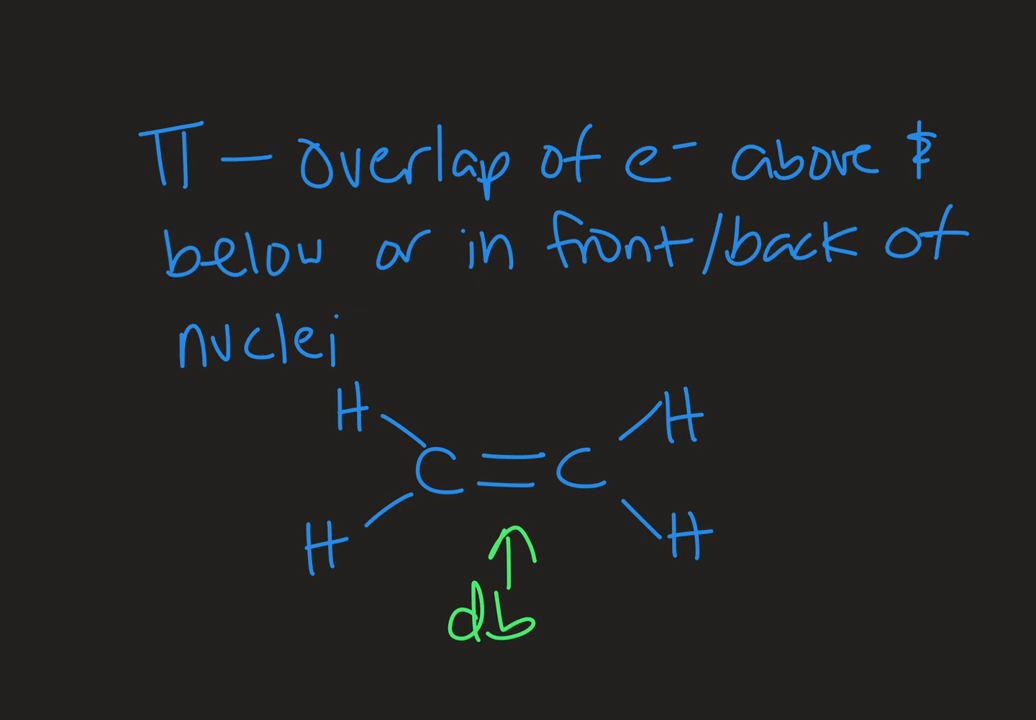 π — overlap of e⁻ above &
below or in front/back of
nuclei
H H
C = C
H H
db